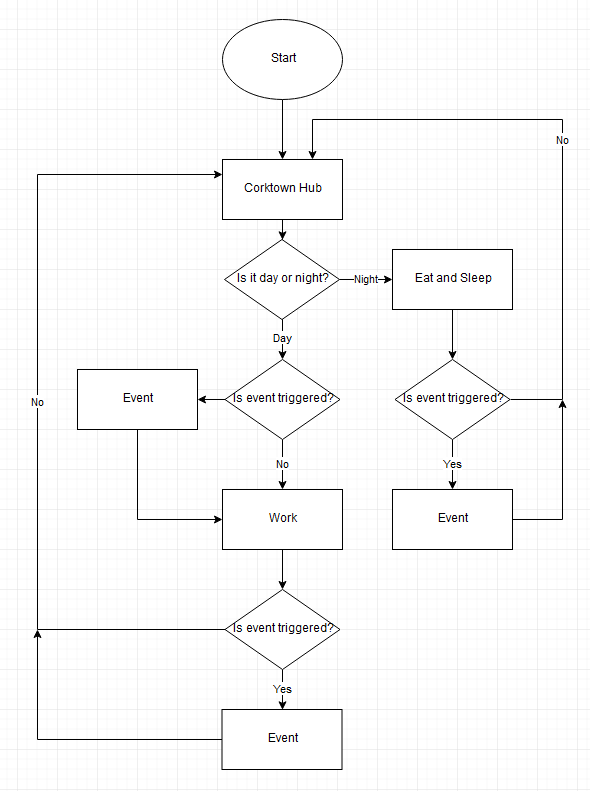 Start
No
Corktown Hub
Is it day or night?
Night
Eat and Sleep
Day
Event
Is event triggered?
Is event triggered?
No
No
Yes
Work
Event
Is event triggered?
Yes
Event